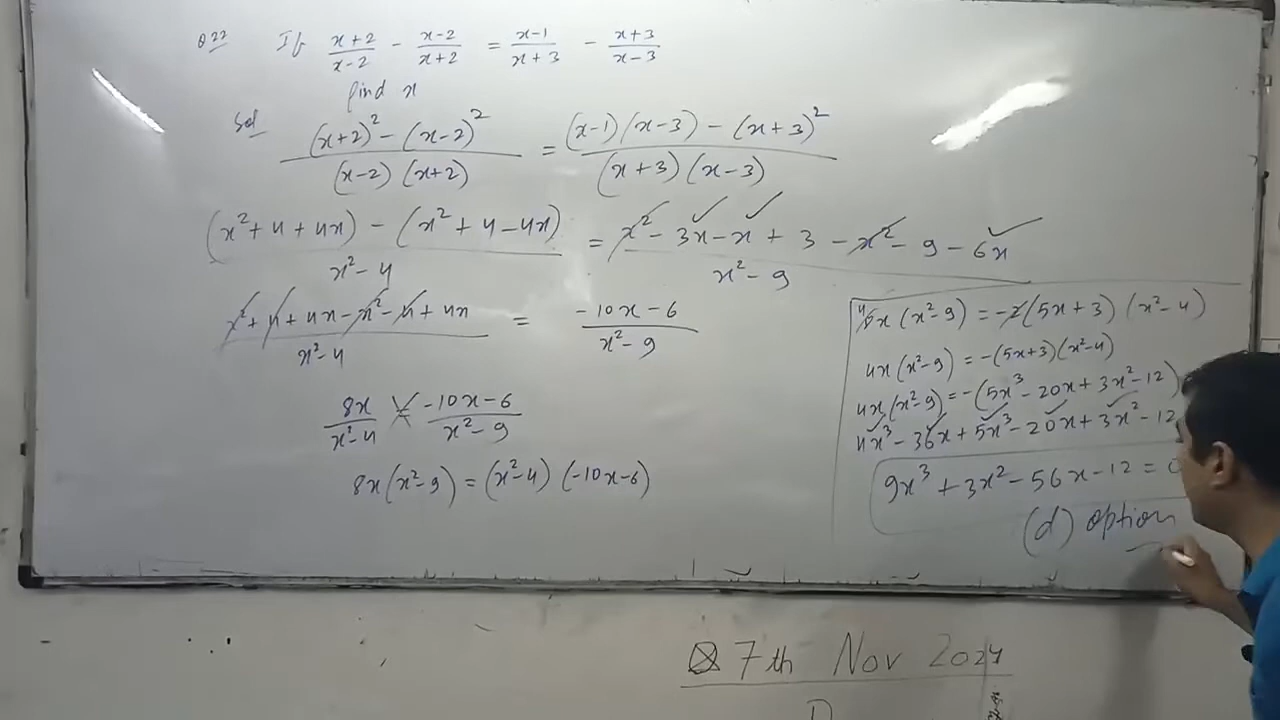 Q22 If (x+2)/(x-2) - (x-2)/(x+2) = (x-1)/(x+3) - (x+3)/(x-3)
find x
Sol ((x+2)² - (x-2)²)/((x-2)(x+2)) = ((x-1)(x-3) - (x+3)²)/((x+3)(x-3))
((x²+4+4x) - (x²+4-4x))/(x²-4) = (x² - 3x - x + 3 - x² - 9 - 6x)/(x²-9)
(x²+4+4x-x²-4+4x)/(x²-4) = (-10x-6)/(x²-9)
8x/(x²-4) = (-10x-6)/(x²-9)
8x(x²-9) = (x²-4)(-10x-6)
8x(x²-9) = -2(5x+3)(x²-4)
4x(x²-9) = -(5x+3)(x²-4)
4x(x²-9) = -(5x³-20x+3x²-12)
4x³-36x+5x³-20x+3x²-12
9x³+3x²-56x-12=0
(d) option
7th Nov 2024